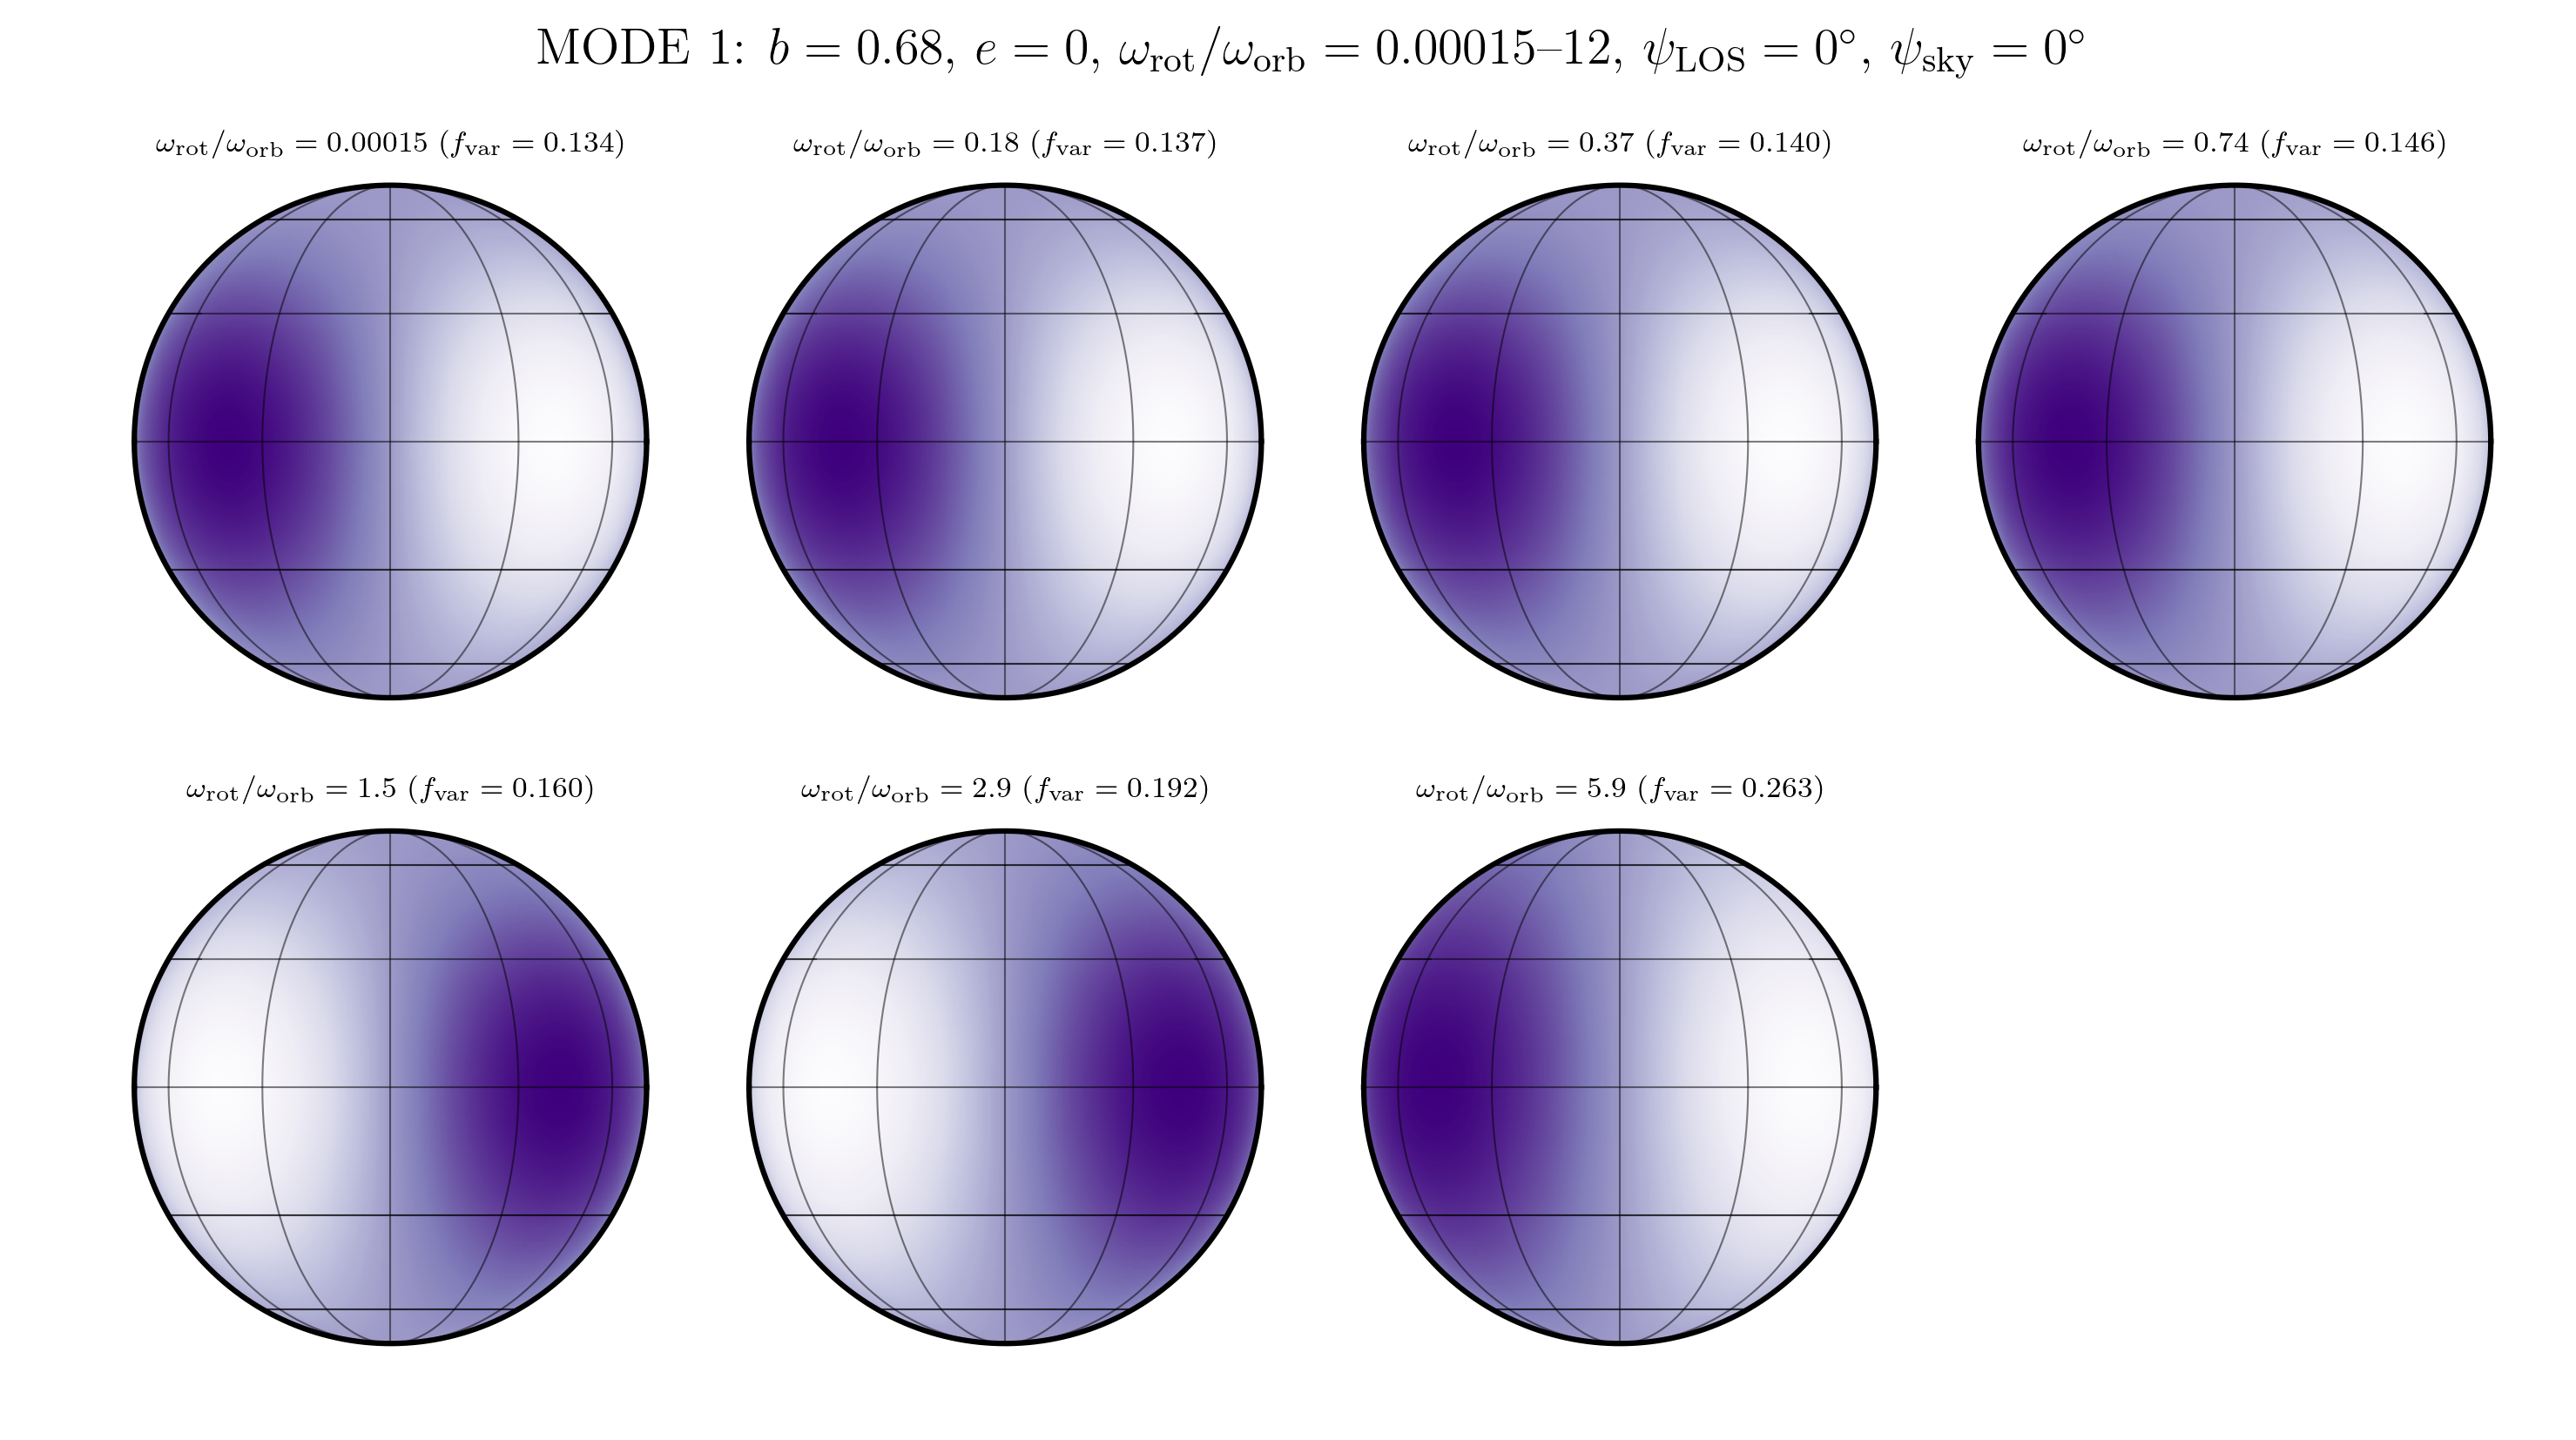 MODE 1: b = 0.68, e = 0, ω_rot/ω_orb = 0.00015–12, ψ_LOS = 0°, ψ_sky = 0°
ω_rot/ω_orb = 0.00015 (f_var = 0.134)
ω_rot/ω_orb = 0.18 (f_var = 0.137)
ω_rot/ω_orb = 0.37 (f_var = 0.140)
ω_rot/ω_orb = 0.74 (f_var = 0.146)
ω_rot/ω_orb = 1.5 (f_var = 0.160)
ω_rot/ω_orb = 2.9 (f_var = 0.192)
ω_rot/ω_orb = 5.9 (f_var = 0.263)